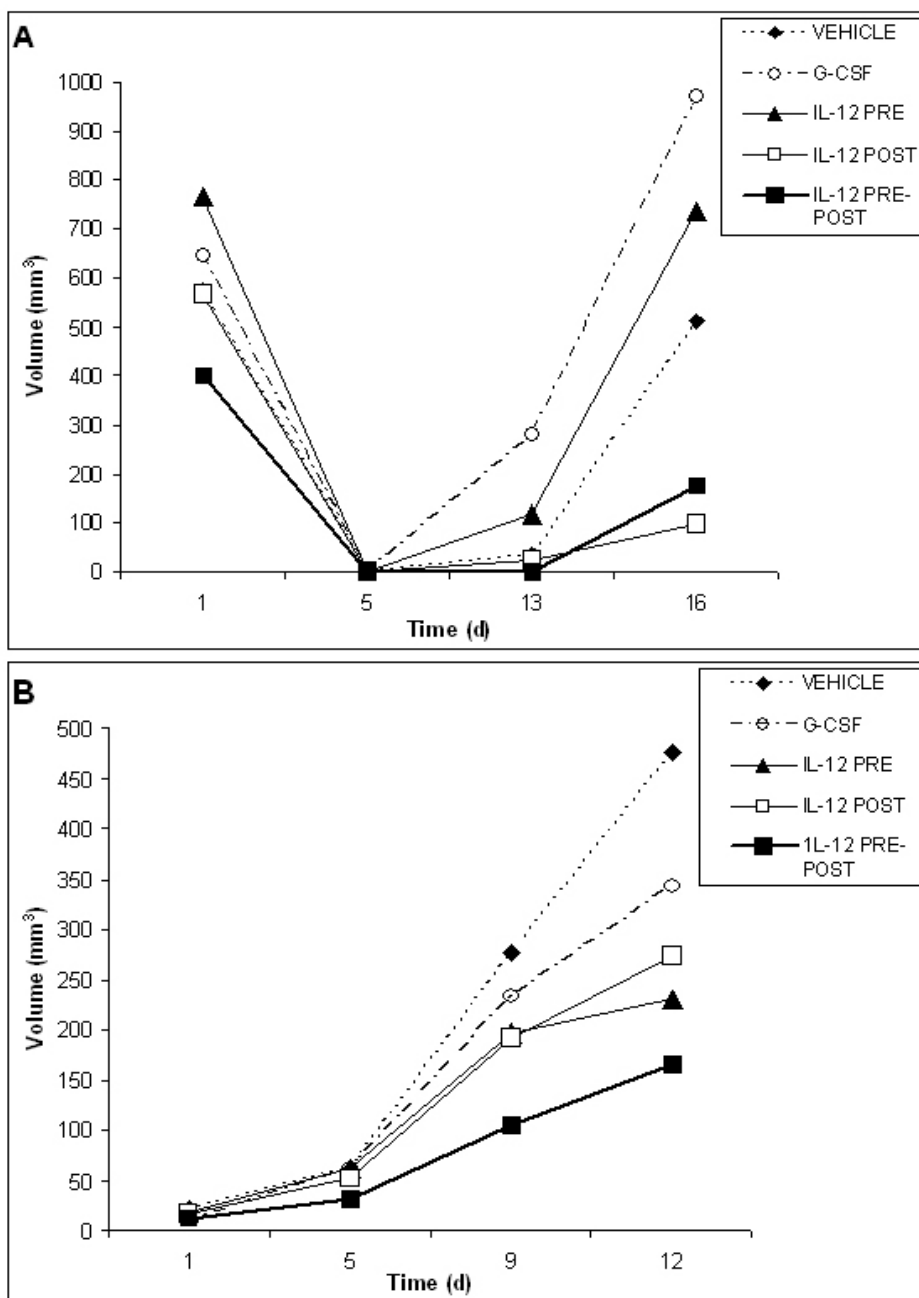 A
VEHICLE
G-CSF
IL-12 PRE
IL-12 POST
IL-12 PRE-
POST
1000
900
800
700
600
500
400
300
200
100
0
Volume (mm³)
1 5 13 16
Time (d)
B
VEHICLE
G-CSF
IL-12 PRE
IL-12 POST
1L-12 PRE-
POST
500
450
400
350
300
250
200
150
100
50
0
Volume (mm³)
1 5 9 12
Time (d)